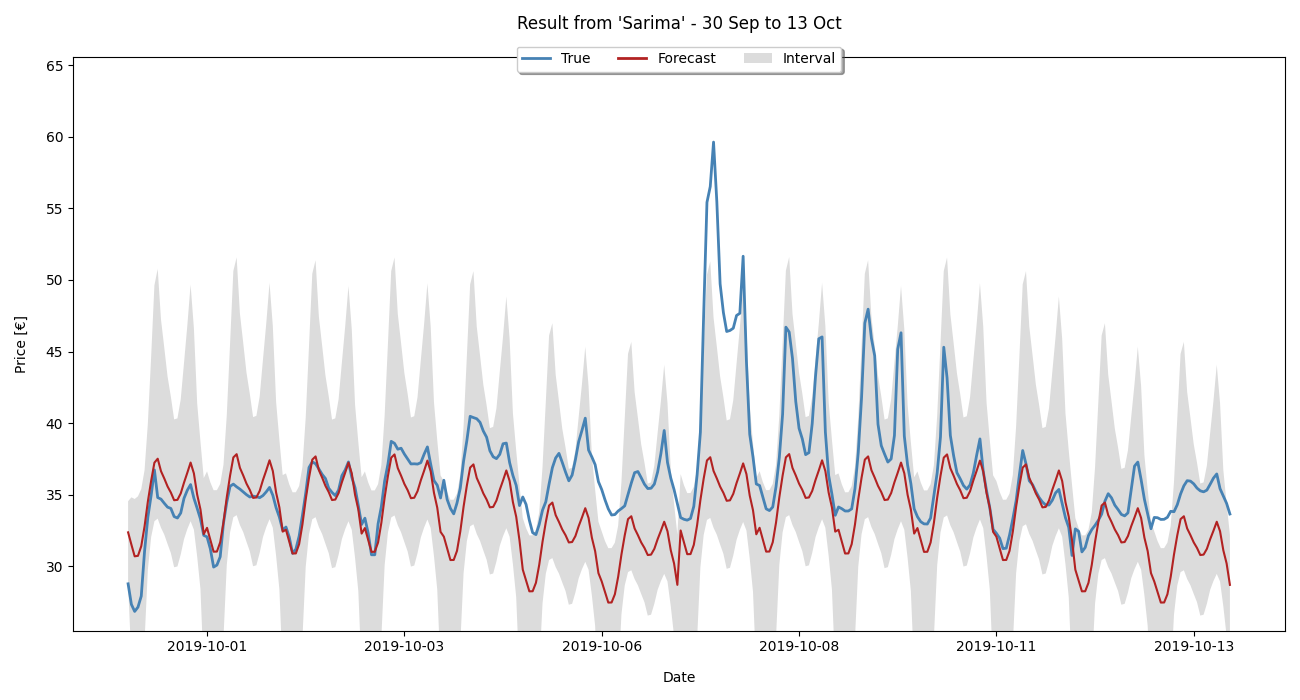 Result from 'Sarima' - 30 Sep to 13 Oct
True Forecast Interval
65
60
55
50
45
40
35
30
Price [€]
2019-10-01 2019-10-03 2019-10-06 2019-10-08 2019-10-11 2019-10-13
Date